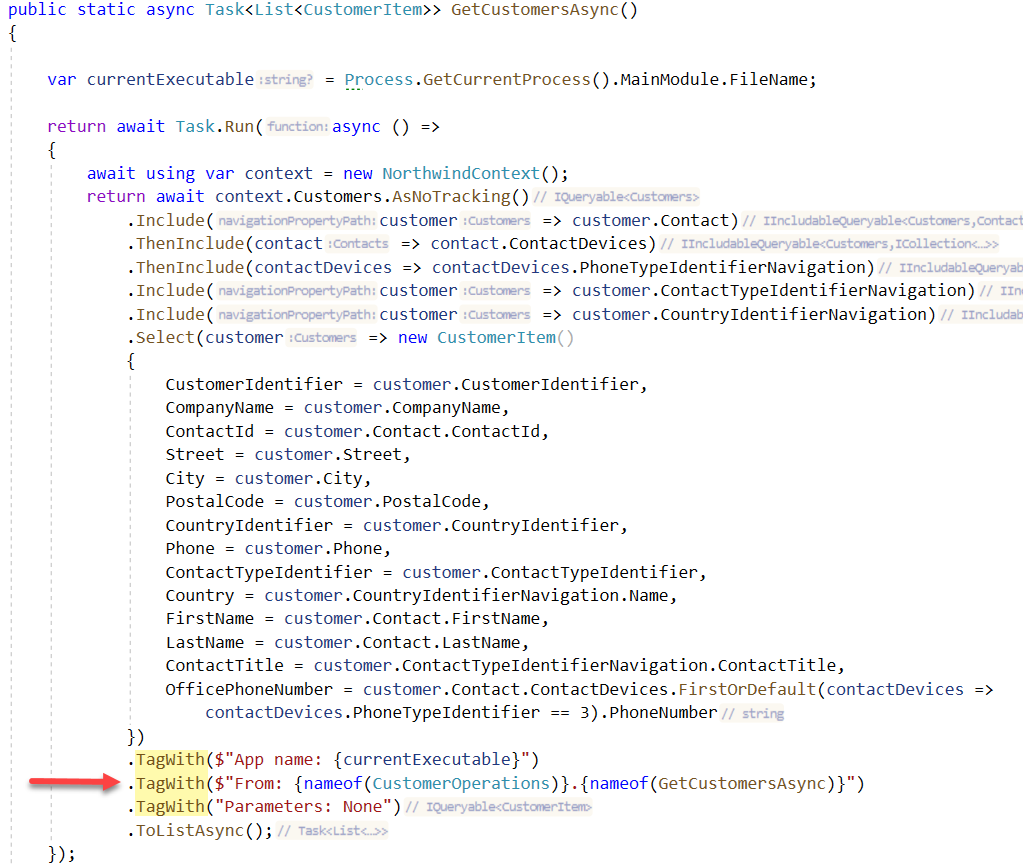 public static async Task<List<CustomerItem>> GetCustomersAsync()
{
var currentExecutable :string? = Process.GetCurrentProcess().MainModule.FileName;
return await Task.Run( function: async () =>
{
await using var context = new NorthwindContext();
return await context.Customers.AsNoTracking() // IQueryable<Customers>
.Include( navigationPropertyPath: customer :Customers => customer.Contact) // IIncludableQueryable<Customers,Contact
.ThenInclude(contact :Contacts => contact.ContactDevices) // IIncludableQueryable<Customers,ICollection<…>>
.ThenInclude(contactDevices => contactDevices.PhoneTypeIdentifierNavigation) // IIncludableQueryab
.Include( navigationPropertyPath: customer :Customers => customer.ContactTypeIdentifierNavigation) // IIn
.Include( navigationPropertyPath: customer :Customers => customer.CountryIdentifierNavigation) // IIncludab
.Select(customer :Customers => new CustomerItem()
{
CustomerIdentifier = customer.CustomerIdentifier,
CompanyName = customer.CompanyName,
ContactId = customer.Contact.ContactId,
Street = customer.Street,
City = customer.City,
PostalCode = customer.PostalCode,
CountryIdentifier = customer.CountryIdentifier,
Phone = customer.Phone,
ContactTypeIdentifier = customer.ContactTypeIdentifier,
Country = customer.CountryIdentifierNavigation.Name,
FirstName = customer.Contact.FirstName,
LastName = customer.Contact.LastName,
ContactTitle = customer.ContactTypeIdentifierNavigation.ContactTitle,
OfficePhoneNumber = customer.Contact.ContactDevices.FirstOrDefault(contactDevices =>
contactDevices.PhoneTypeIdentifier == 3).PhoneNumber // string
})
.TagWith($"App name: {currentExecutable}")
.TagWith($"From: {nameof(CustomerOperations)}.{nameof(GetCustomersAsync)}")
.TagWith("Parameters: None") // IQueryable<CustomerItem>
.ToListAsync(); // Task<List<…>>
});